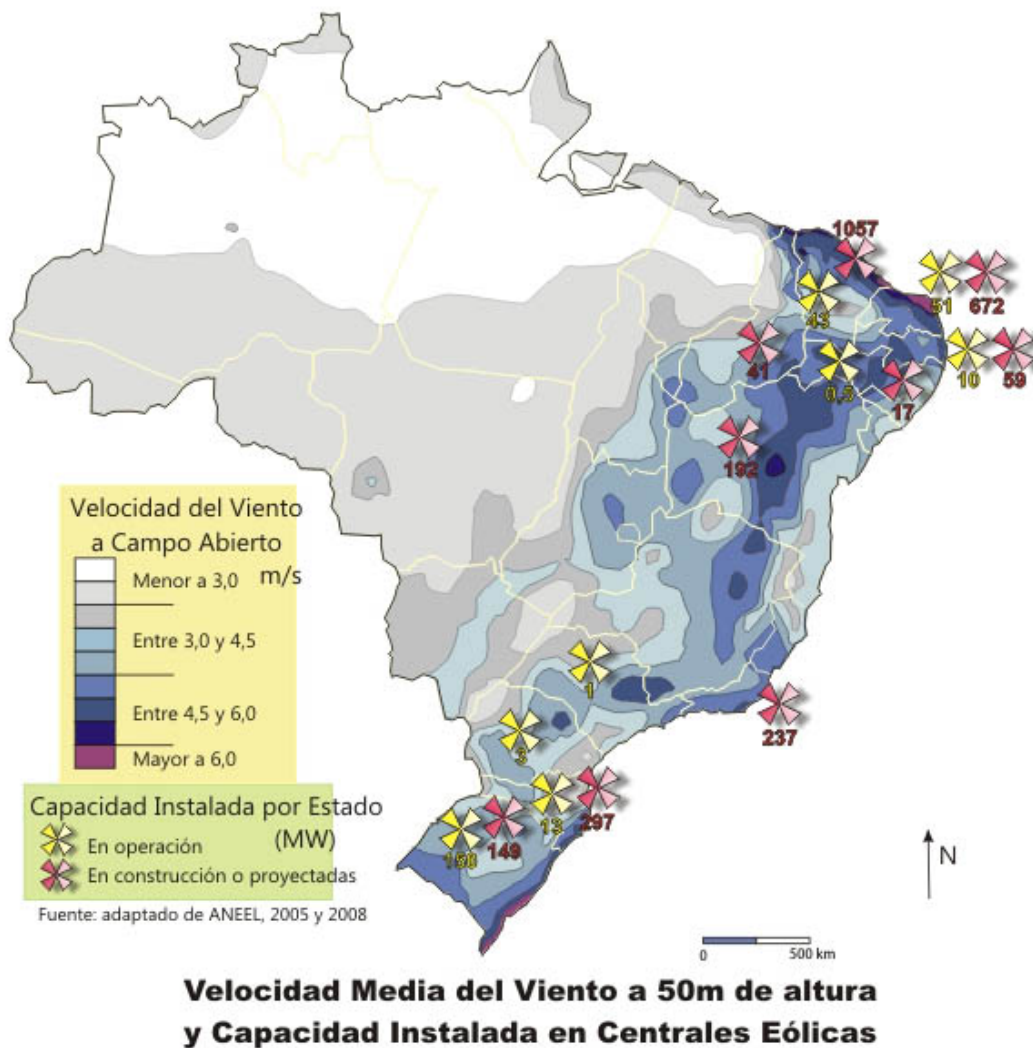 1057
51
672
43
41
0,5
10
59
17
192
Velocidad del Viento
a Campo Abierto
m/s
Menor a 3,0
Entre 3,0 y 4,5
Entre 4,5 y 6,0
Mayor a 6,0
1
3
237
13
297
149
150
Capacidad Instalada por Estado
(MW)
En operación
En construcción o proyectadas
Fuente: adaptado de ANEEL, 2005 y 2008
N
0
500 km
Velocidad Media del Viento a 50m de altura
y Capacidad Instalada en Centrales Eólicas